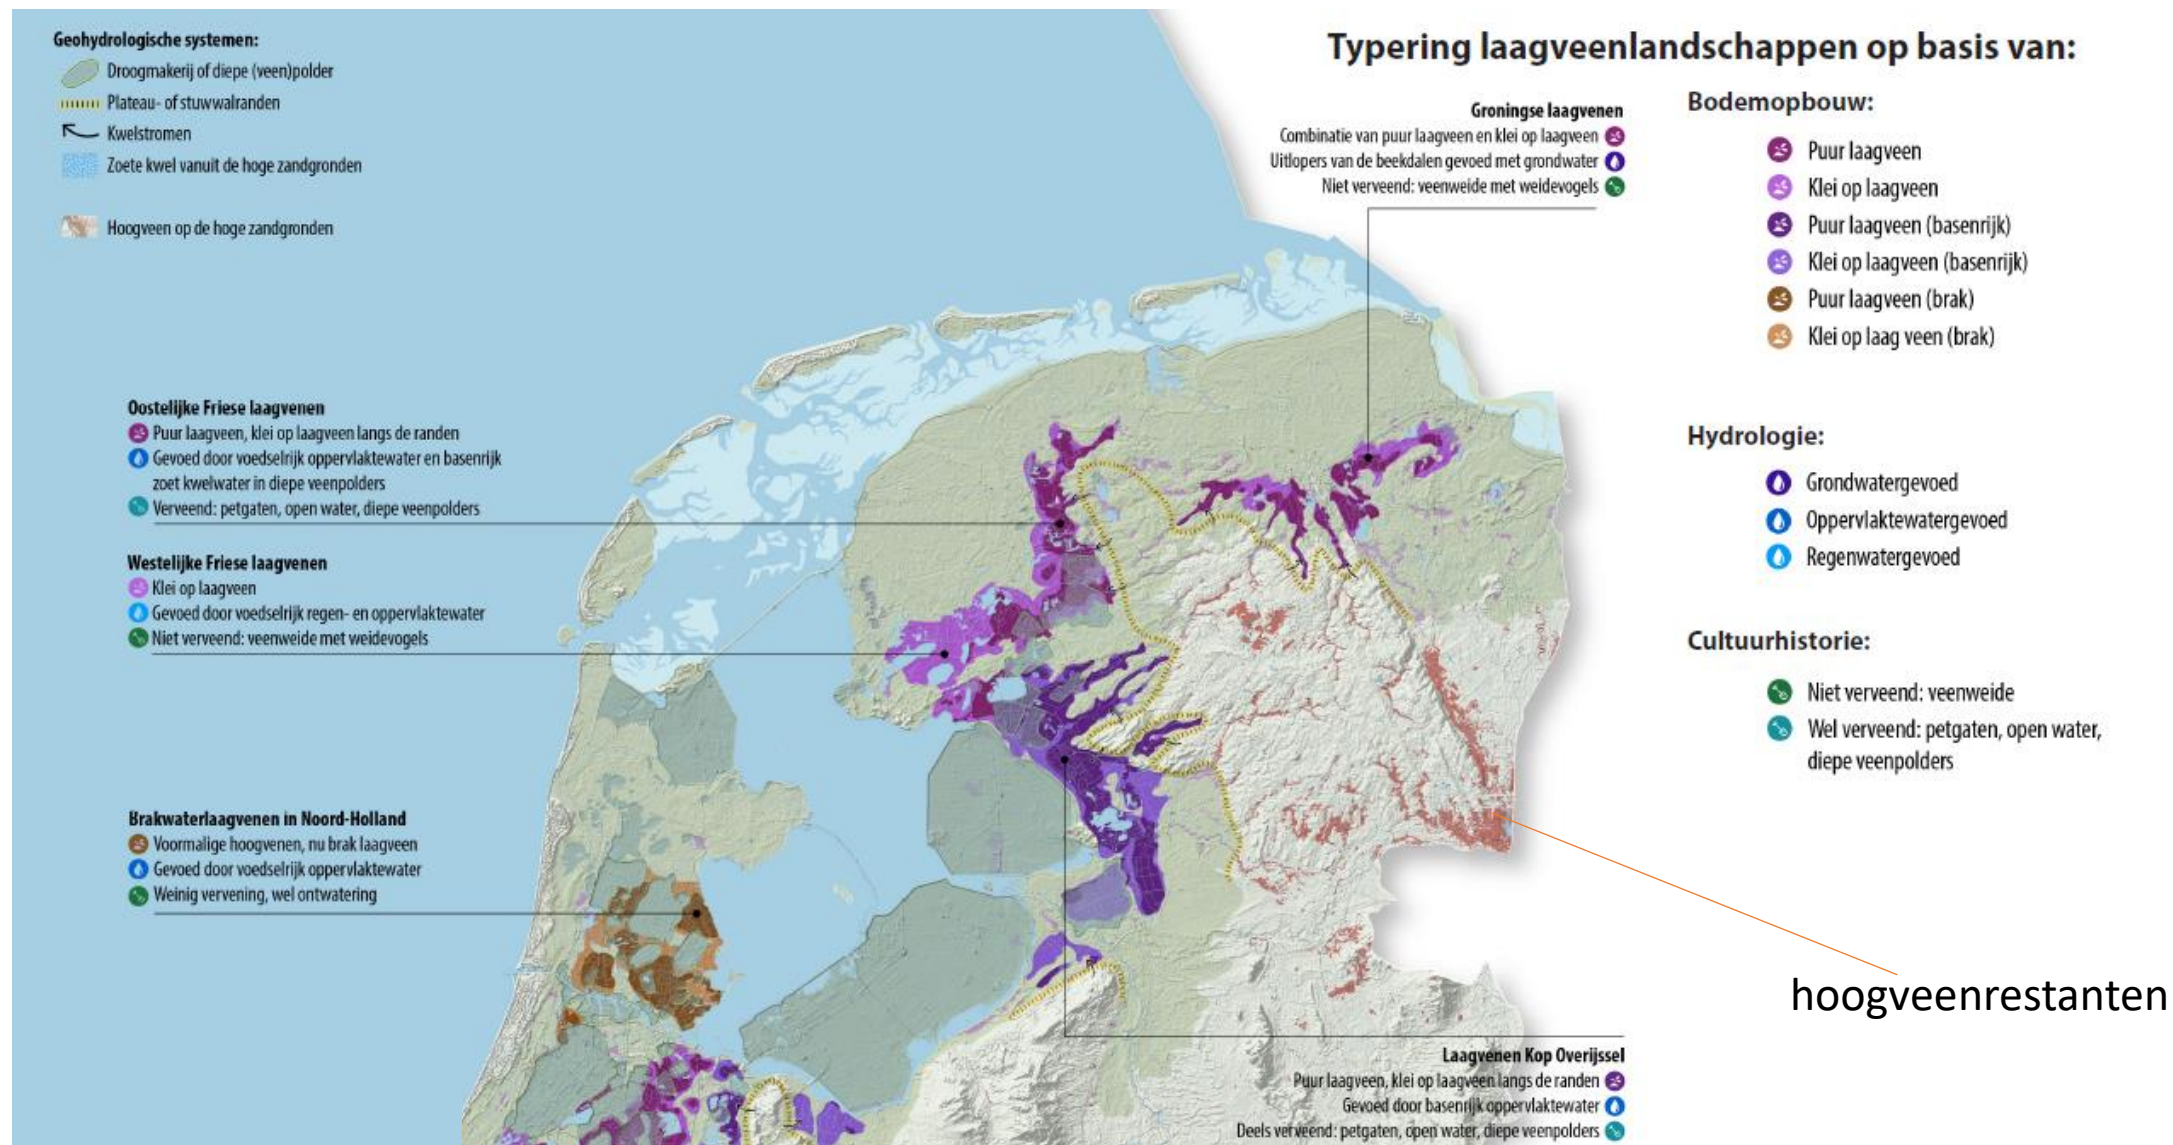 Geohydrologische systemen:
Droogmakerij of diepe (veen)polder
Plateau- of stuwwalranden
Kwelstromen
Zoete kwel vanuit de hoge zandgronden
Hoogveen op de hoge zandgronden
Typering laagveenlandschappen op basis van:
Groningse laagvenen
Combinatie van puur laagveen en klei op laagveen
Uitlopers van de beekdalen gevoed met grondwater
Niet verveend: veenweide met weidevogels
Bodemopbouw:
Puur laagveen
Klei op laagveen
Puur laagveen (basenrijk)
Klei op laagveen (basenrijk)
Puur laagveen (brak)
Klei op laag veen (brak)
Oostelijke Friese laagvenen
Puur laagveen, klei op laagveen langs de randen
Gevoed door voedselrijk oppervlaktewater en basenrijk
zoet kwelwater in diepe veenpolders
Verveend: petgaten, open water, diepe veenpolders
Hydrologie:
Grondwatergevoed
Oppervlaktewatergevoed
Regenwatergevoed
Westelijke Friese laagvenen
Klei op laagveen
Gevoed door voedselrijk regen- en oppervlaktewater
Niet verveend: veenweide met weidevogels
Cultuurhistorie:
Niet verveend: veenweide
Wel verveend: petgaten, open water,
diepe veenpolders
Brakwaterlaagvenen in Noord-Holland
Voormalige hoogvenen, nu brak laagveen
Gevoed door voedselrijk oppervlaktewater
Weinig vervening, wel ontwatering
hoogveenrestanten
Laagvenen Kop Overijssel
Puur laagveen, klei op laagveen langs de randen
Gevoed door basenrijk oppervlaktewater
Deels verveend: petgaten, open water, diepe veenpolders